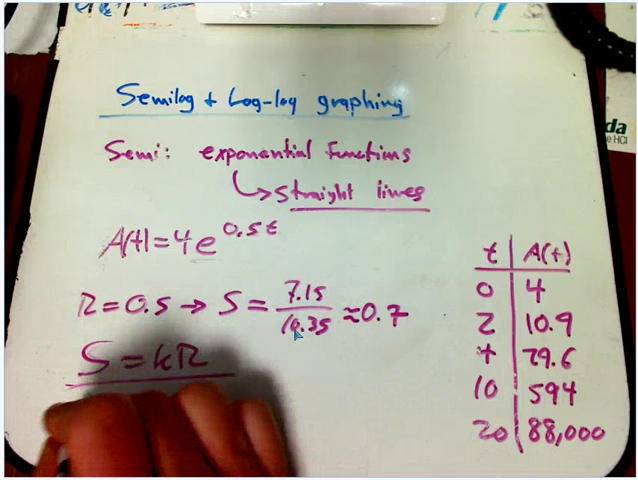 Semilog + Log-log graphing
Semi: exponential functions
↳ straight lines
A(t) = 4e^0.5t
R = 0.5 → S = 7.15/10.35 ≈ 0.7
S = kR
t | A(t)
0 | 4
2 | 10.9
4 | 29.6
10 | 594
20 | 88,000
da